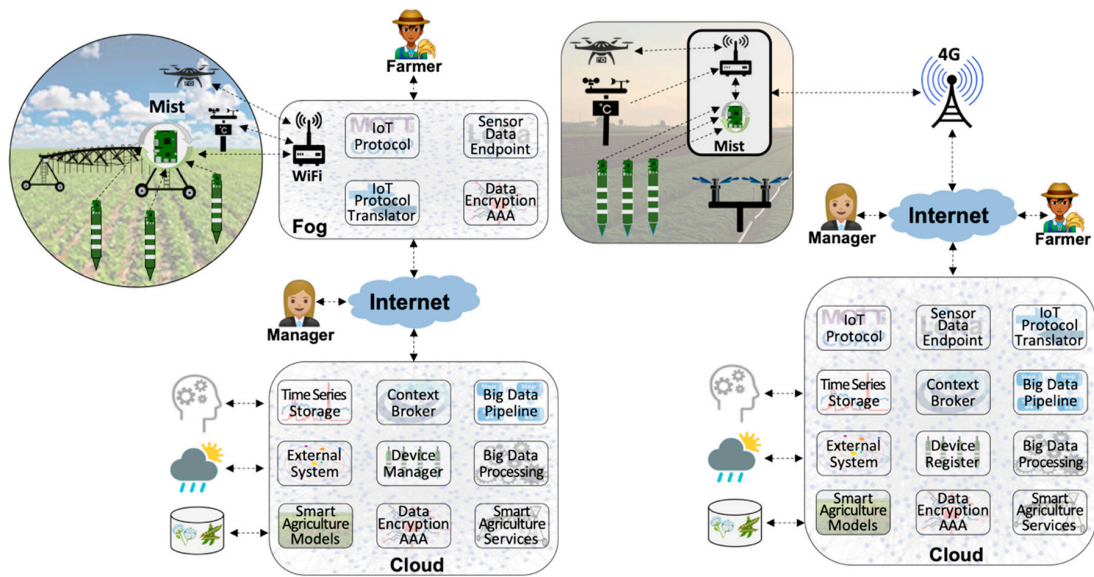 Farmer
Mist
°C
WiFi
IoT
Protocol
Sensor
Data
Endpoint
IoT
Protocol
Translator
Data
Encryption
AAA
Fog
Internet
Manager
Time Series
Storage
Context
Broker
Big Data
Pipeline
External
System
Device
Manager
Big Data
Processing
Smart
Agriculture
Models
Data
Encryption
AAA
Smart
Agriculture
Services
Cloud
°C
Mist
4G
Manager
Internet
Farmer
IoT
Protocol
Sensor
Data
Endpoint
IoT
Protocol
Translator
Time Series
Storage
Context
Broker
Big Data
Pipeline
External
System
Device
Register
Big Data
Processing
Smart
Agriculture
Models
Data
Encryption
AAA
Smart
Agriculture
Services
Cloud